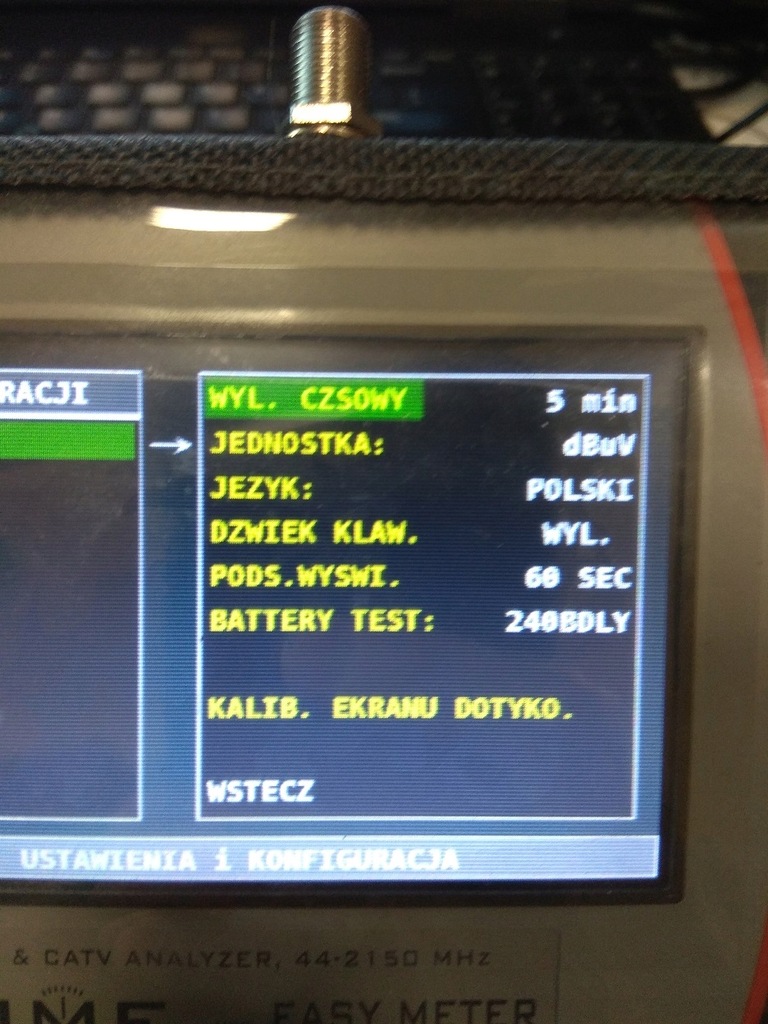 RACJI
WYL. CZSOWY 5 min
JEDNOSTKA: dBuV
JEZYK: POLSKI
DZWIEK KLAW. WYL.
PODS.WYSWI. 60 SEC
BATTERY TEST: 240BDLY
KALIB. EKRANU DOTYKO.
WSTECZ
USTAWIENIA i KONFIGURACJA
& CATV ANALYZER, 44-2150 MHz
EASY METER